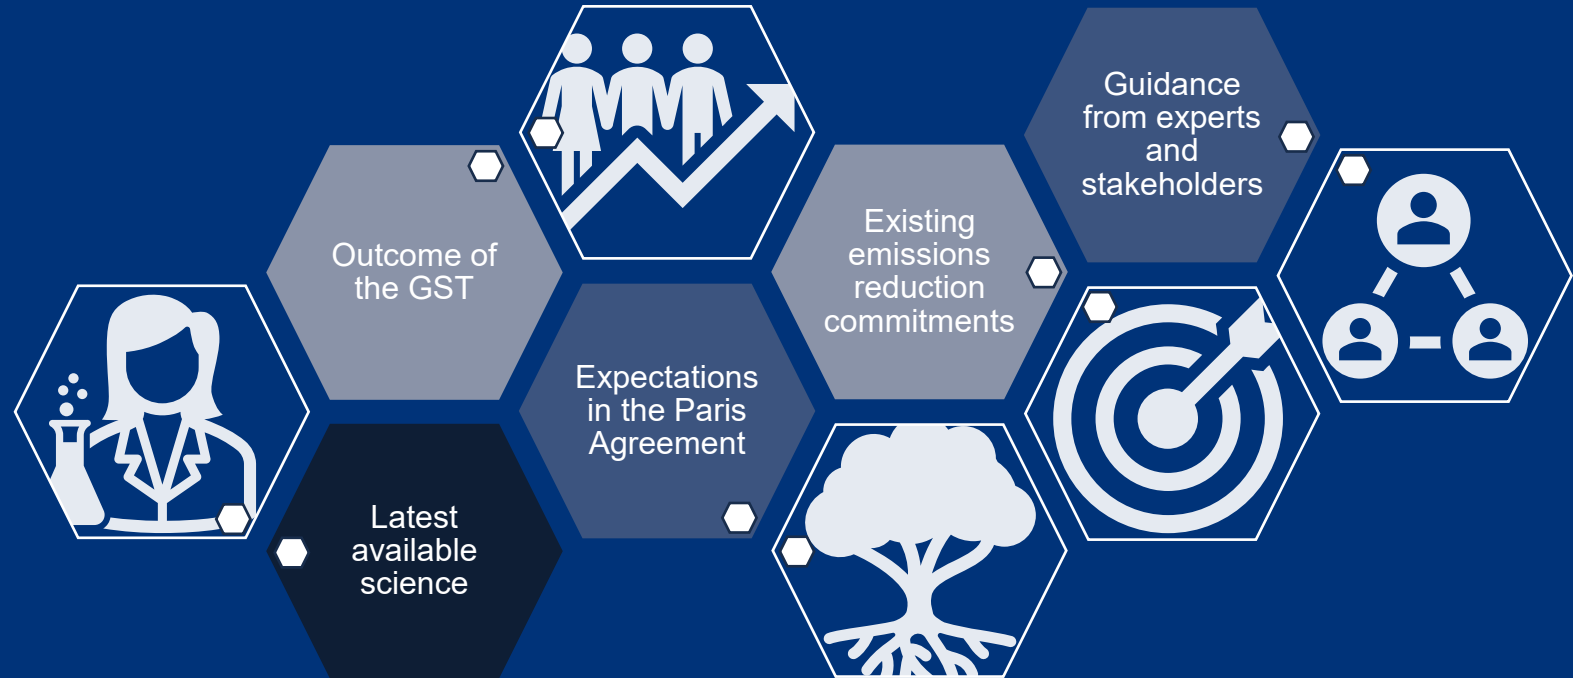 Outcome of
the GST
Latest
available
science
Expectations
in the Paris
Agreement
Existing
emissions
reduction
commitments
Guidance
from experts
and
stakeholders